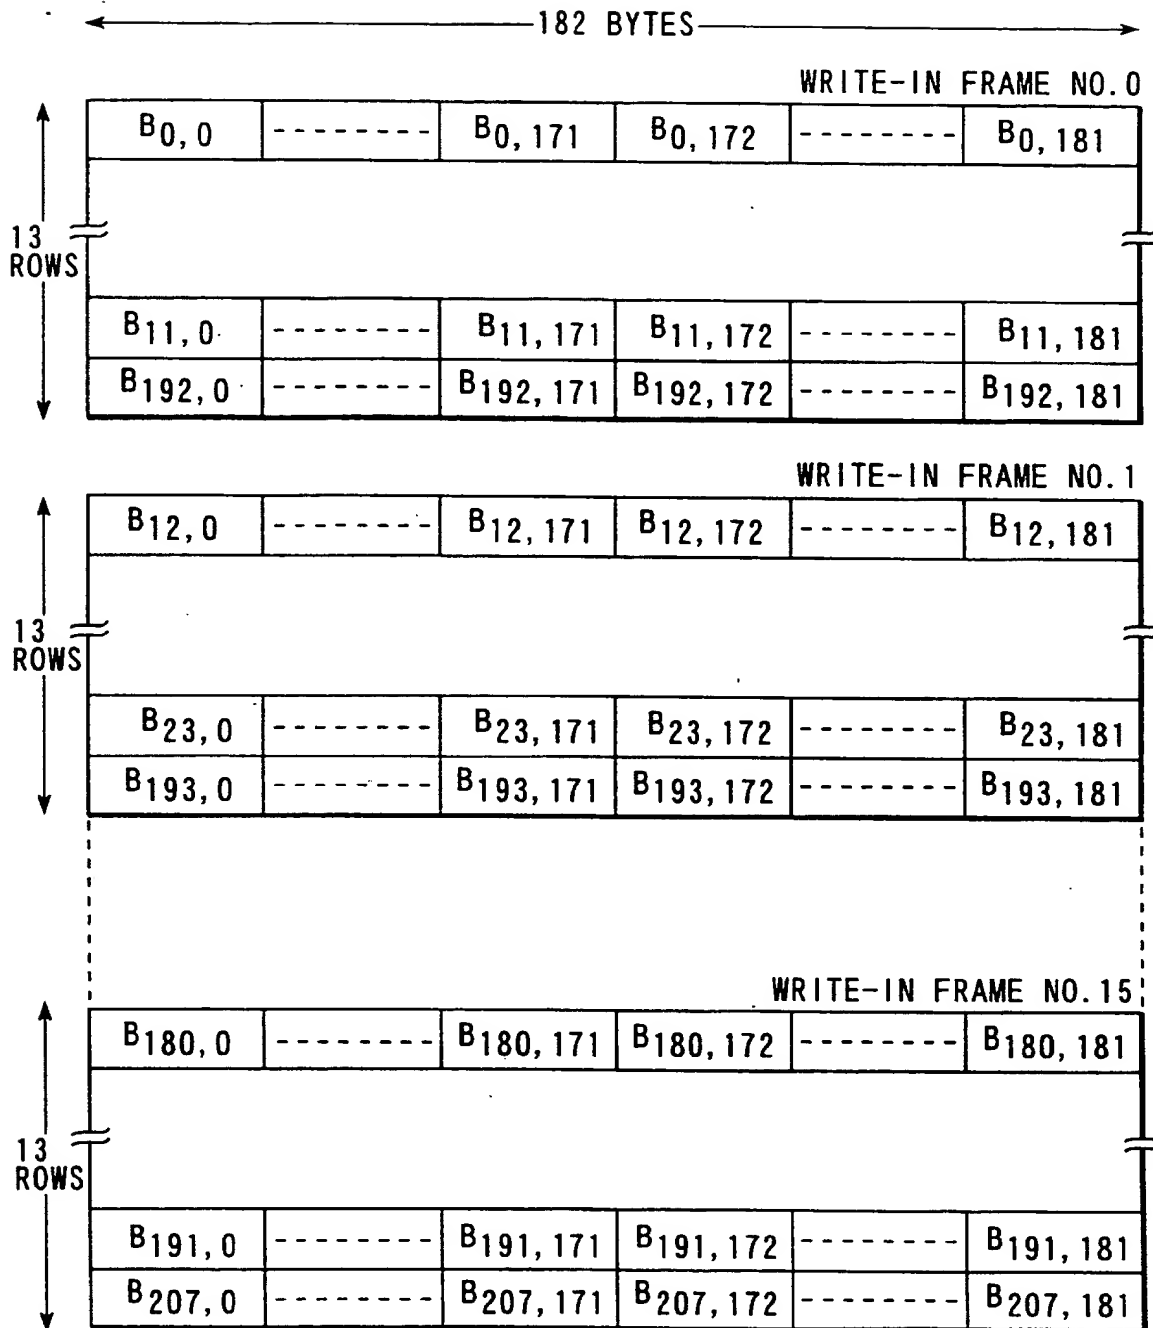 182 BYTES
WRITE-IN FRAME NO.0
B0,0 -------- B0,171 B0,172 -------- B0,181
13
ROWS
B11,0 -------- B11,171 B11,172 -------- B11,181
B192,0 -------- B192,171 B192,172 -------- B192,181
WRITE-IN FRAME NO.1
B12,0 -------- B12,171 B12,172 -------- B12,181
13
ROWS
B23,0 -------- B23,171 B23,172 -------- B23,181
B193,0 -------- B193,171 B193,172 -------- B193,181
WRITE-IN FRAME NO.15
B180,0 -------- B180,171 B180,172 -------- B180,181
13
ROWS
B191,0 -------- B191,171 B191,172 -------- B191,181
B207,0 -------- B207,171 B207,172 -------- B207,181